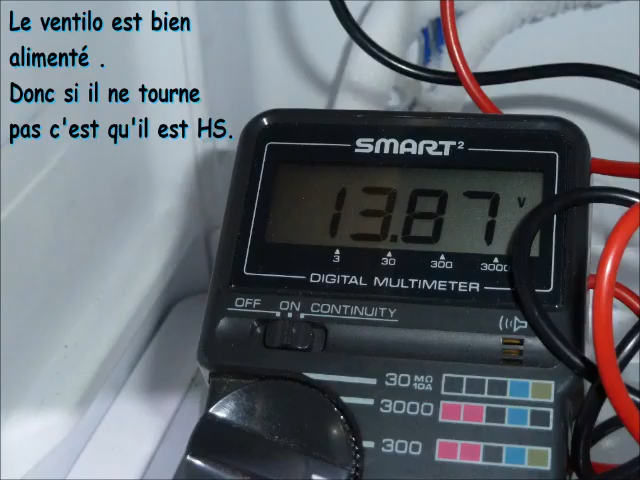 Le ventilo est bien
alimenté .
Donc si il ne tourne
pas c'est qu'il est HS.
SMART²
13.87 V
3 30 300 3000
DIGITAL MULTIMETER
OFF ON CONTINUITY
30 MΩ 10A
3000
300